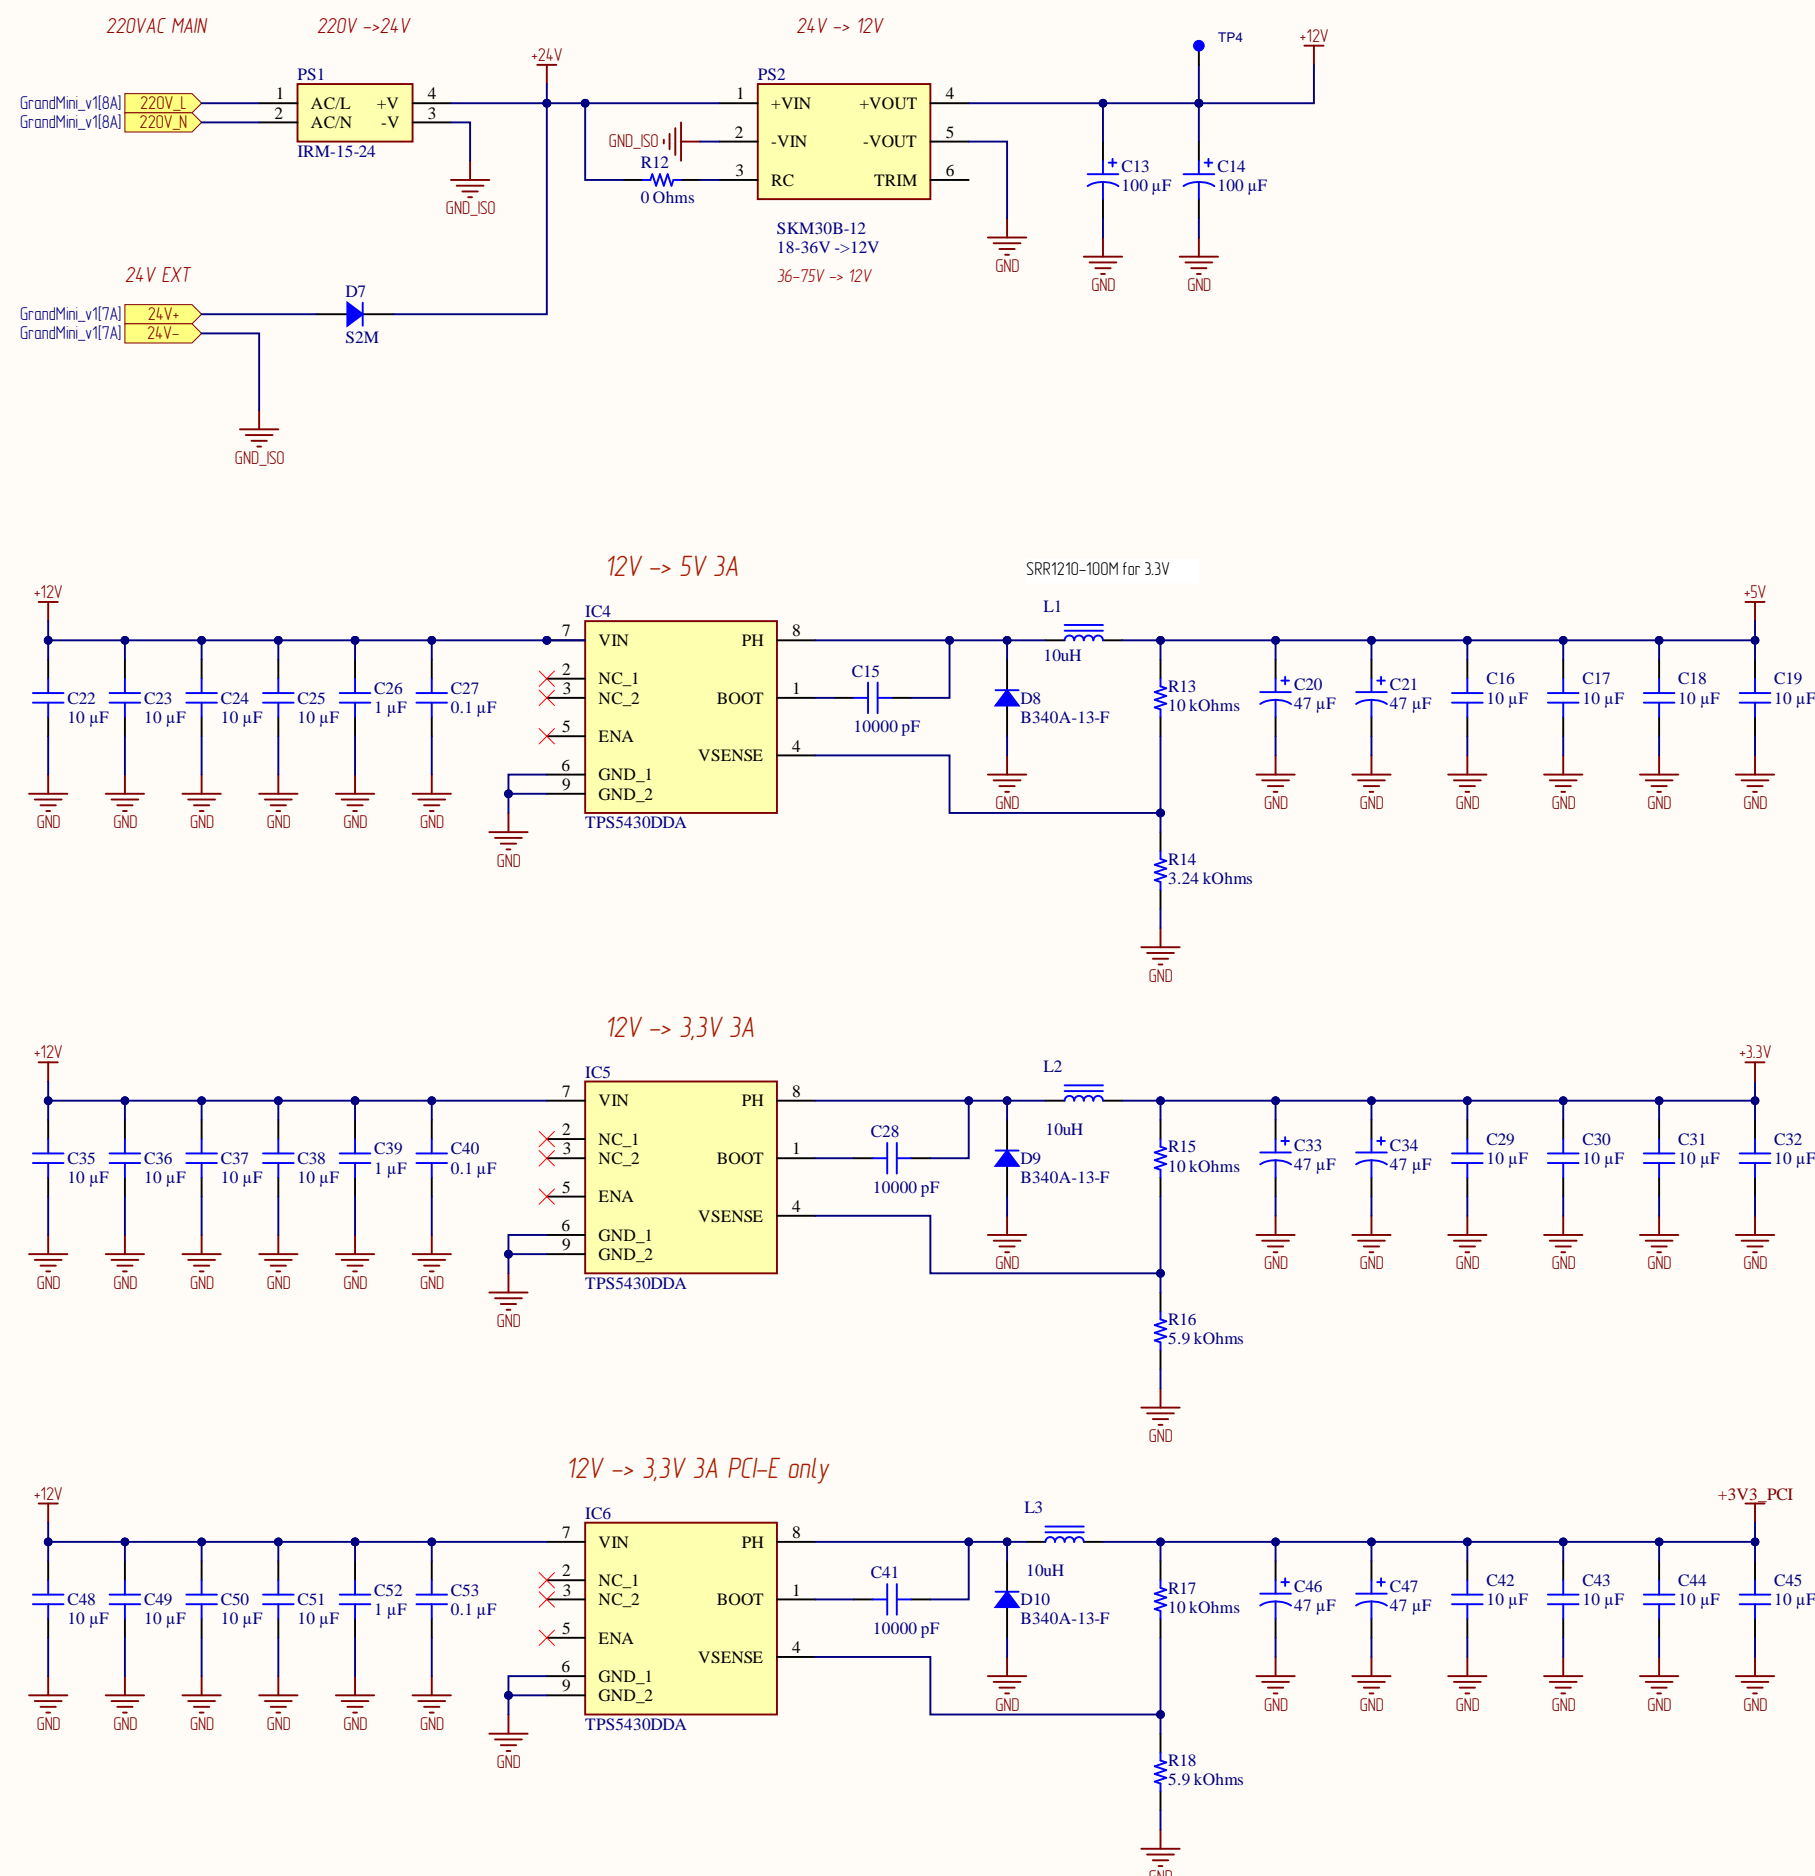 220VAC MAIN
220V ->24V
24V -> 12V
TP4
+12V
+24V
PS1
PS2
GrandMini_v1[8A] 220V_L 1 AC/L +V 4
GrandMini_v1[8A] 220V_N 2 AC/N -V 3
IRM-15-24
GND_ISO
1 +VIN +VOUT 4
GND_ISO 2 -VIN -VOUT 5
R12
0 Ohms
3 RC TRIM 6
SKM30B-12
18-36V ->12V
36-75V -> 12V
GND
C13
100 µF
GND
C14
100 µF
GND
24V EXT
GrandMini_v1[7A] 24V+
GrandMini_v1[7A] 24V-
D7
S2M
GND_ISO
12V -> 5V 3A
SRR1210-100M for 3.3V
+12V
IC4
L1
10uH
+5V
7 VIN PH 8
2 NC_1
3 NC_2 BOOT 1
5 ENA
VSENSE 4
6 GND_1
9 GND_2
TPS5430DDA
GND
C22
10 µF
GND
C23
10 µF
GND
C24
10 µF
GND
C25
10 µF
GND
C26
1 µF
GND
C27
0.1 µF
GND
C15
10000 pF
D8
B340A-13-F
GND
R13
10 kOhms
R14
3.24 kOhms
GND
C20
47 µF
GND
C21
47 µF
GND
C16
10 µF
GND
C17
10 µF
GND
C18
10 µF
GND
C19
10 µF
GND
12V -> 3,3V 3A
+12V
IC5
L2
10uH
+3.3V
7 VIN PH 8
2 NC_1
3 NC_2 BOOT 1
5 ENA
VSENSE 4
6 GND_1
9 GND_2
TPS5430DDA
GND
C35
10 µF
GND
C36
10 µF
GND
C37
10 µF
GND
C38
10 µF
GND
C39
1 µF
GND
C40
0.1 µF
GND
C28
10000 pF
D9
B340A-13-F
GND
R15
10 kOhms
R16
5.9 kOhms
GND
C33
47 µF
GND
C34
47 µF
GND
C29
10 µF
GND
C30
10 µF
GND
C31
10 µF
GND
C32
10 µF
GND
12V -> 3,3V 3A PCI-E only
+12V
IC6
L3
10uH
+3V3_PCI
7 VIN PH 8
2 NC_1
3 NC_2 BOOT 1
5 ENA
VSENSE 4
6 GND_1
9 GND_2
TPS5430DDA
GND
C48
10 µF
GND
C49
10 µF
GND
C50
10 µF
GND
C51
10 µF
GND
C52
1 µF
GND
C53
0.1 µF
GND
C41
10000 pF
D10
B340A-13-F
GND
R17
10 kOhms
R18
5.9 kOhms
GND
C46
47 µF
GND
C47
47 µF
GND
C42
10 µF
GND
C43
10 µF
GND
C44
10 µF
GND
C45
10 µF
GND